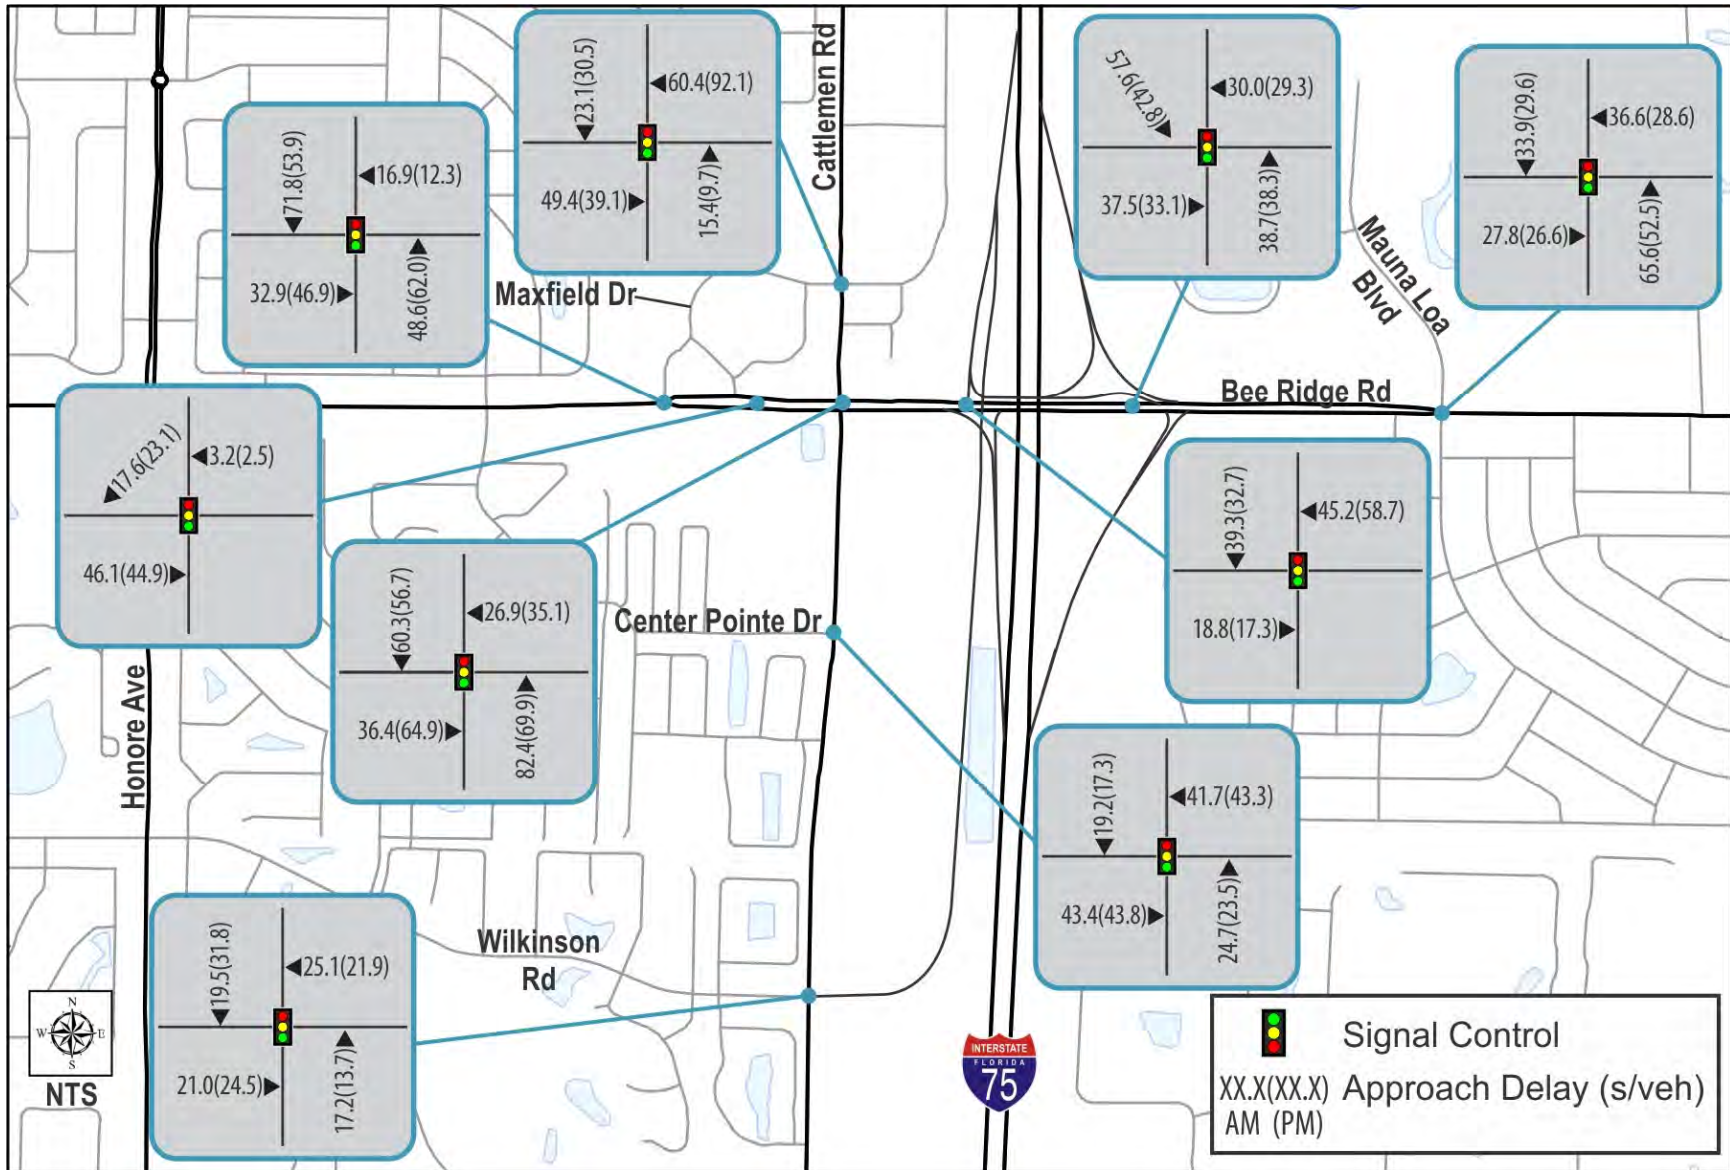 Cattlemen Rd
23.1(30.5)
60.4(92.1)
49.4(39.1)
15.4(9.7)
57.6(42.8)
30.0(29.3)
37.5(33.1)
38.7(38.3)
33.9(29.6)
36.6(28.6)
27.8(26.6)
65.6(52.5)
71.8(53.9)
16.9(12.3)
32.9(46.9)
48.6(62.0)
Maxfield Dr
Mauna Loa
Blvd
Bee Ridge Rd
17.6(23.1)
3.2(2.5)
46.1(44.9)
39.3(32.7)
45.2(58.7)
18.8(17.3)
60.3(56.7)
26.9(35.1)
36.4(64.9)
82.4(69.9)
Center Pointe Dr
Honore Ave
19.2(17.3)
41.7(43.3)
43.4(43.8)
24.7(23.5)
19.5(31.8)
25.1(21.9)
21.0(24.5)
17.2(13.7)
Wilkinson
Rd
N
W E
S
NTS
INTERSTATE
FLORIDA
75
Signal Control
XX.X(XX.X) Approach Delay (s/veh)
AM (PM)